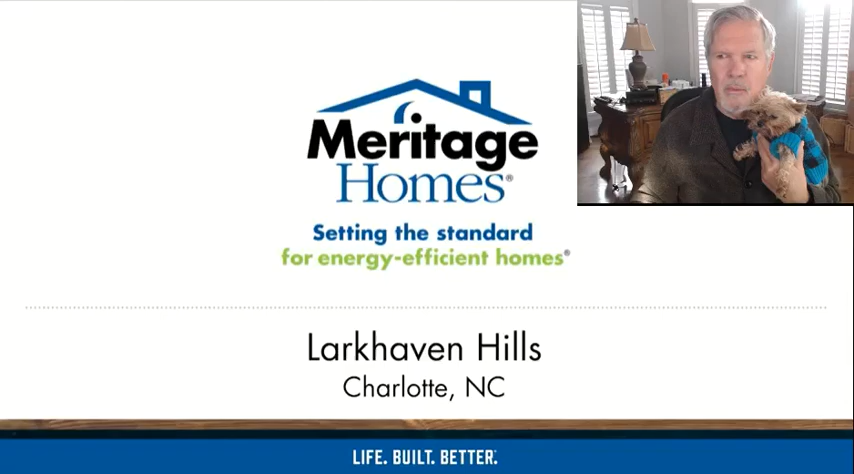 Meritage
Homes®
Setting the standard
for energy-efficient homes®
Larkhaven Hills
Charlotte, NC
LIFE. BUILT. BETTER.